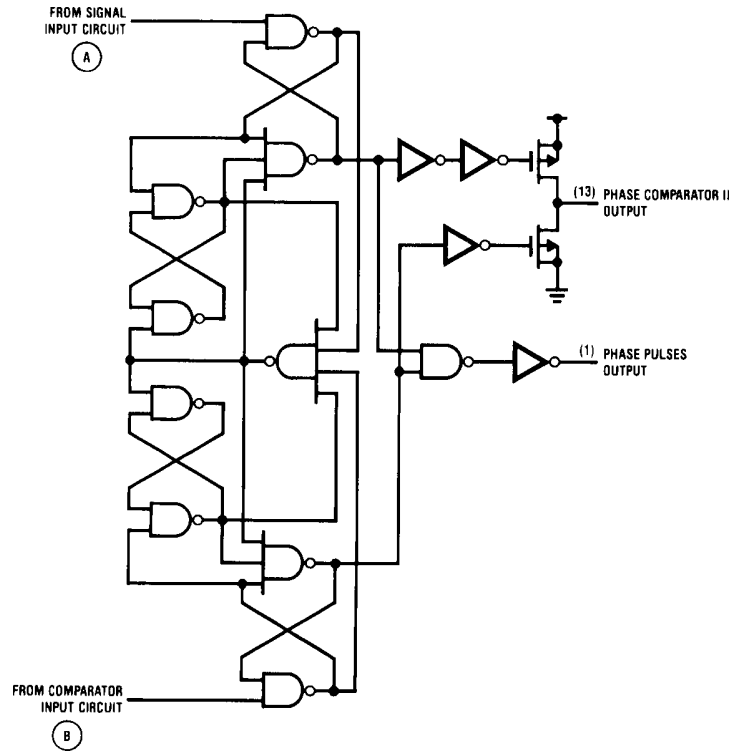 FROM SIGNAL
INPUT CIRCUIT
A
(13) PHASE COMPARATOR II
OUTPUT
(1) PHASE PULSES
OUTPUT
FROM COMPARATOR
INPUT CIRCUIT
B